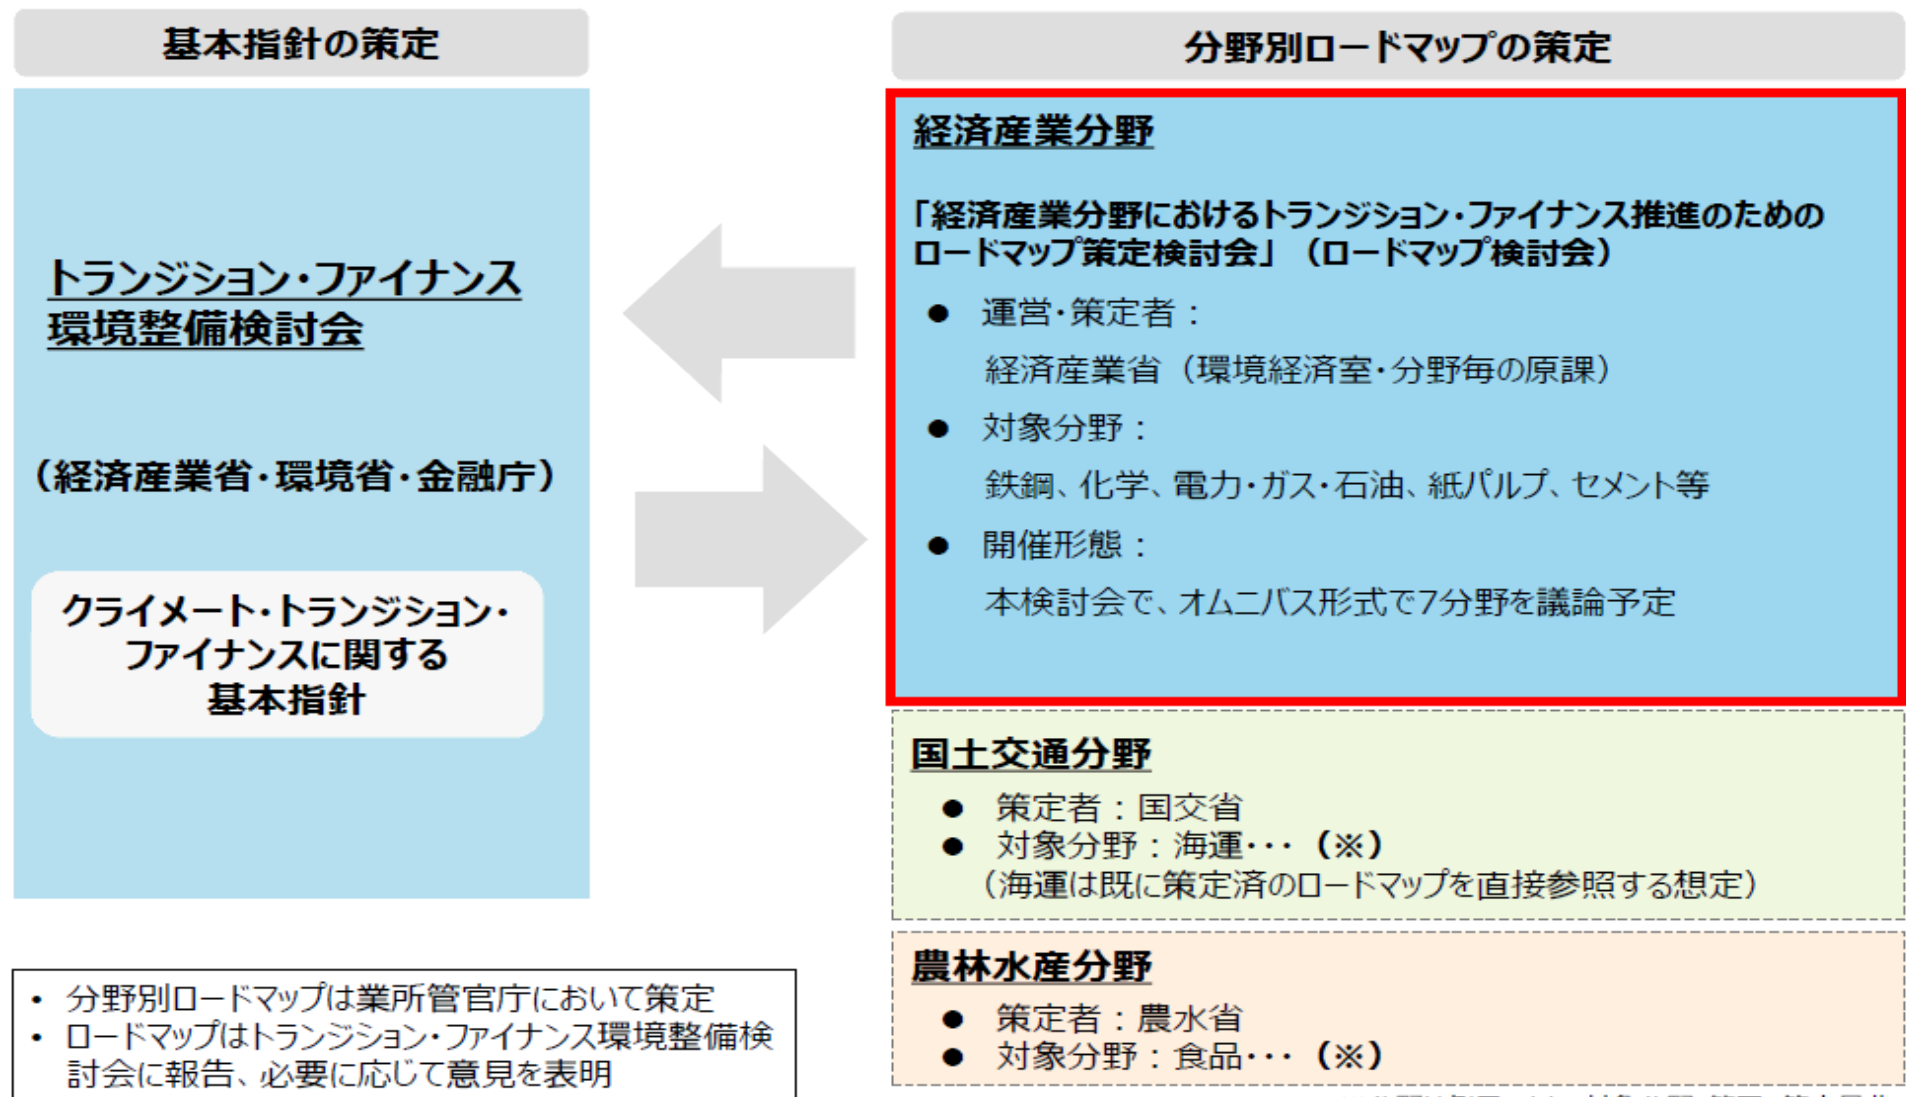 基本指針の策定
トランジション・ファイナンス
環境整備検討会
（経済産業省・環境省・金融庁）
クライメート・トランジション・
ファイナンスに関する
基本指針
• 分野別ロードマップは業所管官庁において策定
• ロードマップはトランジション・ファイナンス環境整備検
討会に報告、必要に応じて意見を表明
分野別ロードマップの策定
経済産業分野
「経済産業分野におけるトランジション・ファイナンス推進のための
ロードマップ策定検討会」（ロードマップ検討会）
● 運営・策定者：
経済産業省（環境経済室・分野毎の原課）
● 対象分野：
鉄鋼、化学、電力・ガス・石油、紙パルプ、セメント等
● 開催形態：
本検討会で、オムニバス形式で7分野を議論予定
国土交通分野
● 策定者：国交省
● 対象分野：海運・・・（※）
（海運は既に策定済のロードマップを直接参照する想定）
農林水産分野
● 策定者：農水省
● 対象分野：食品・・・（※）